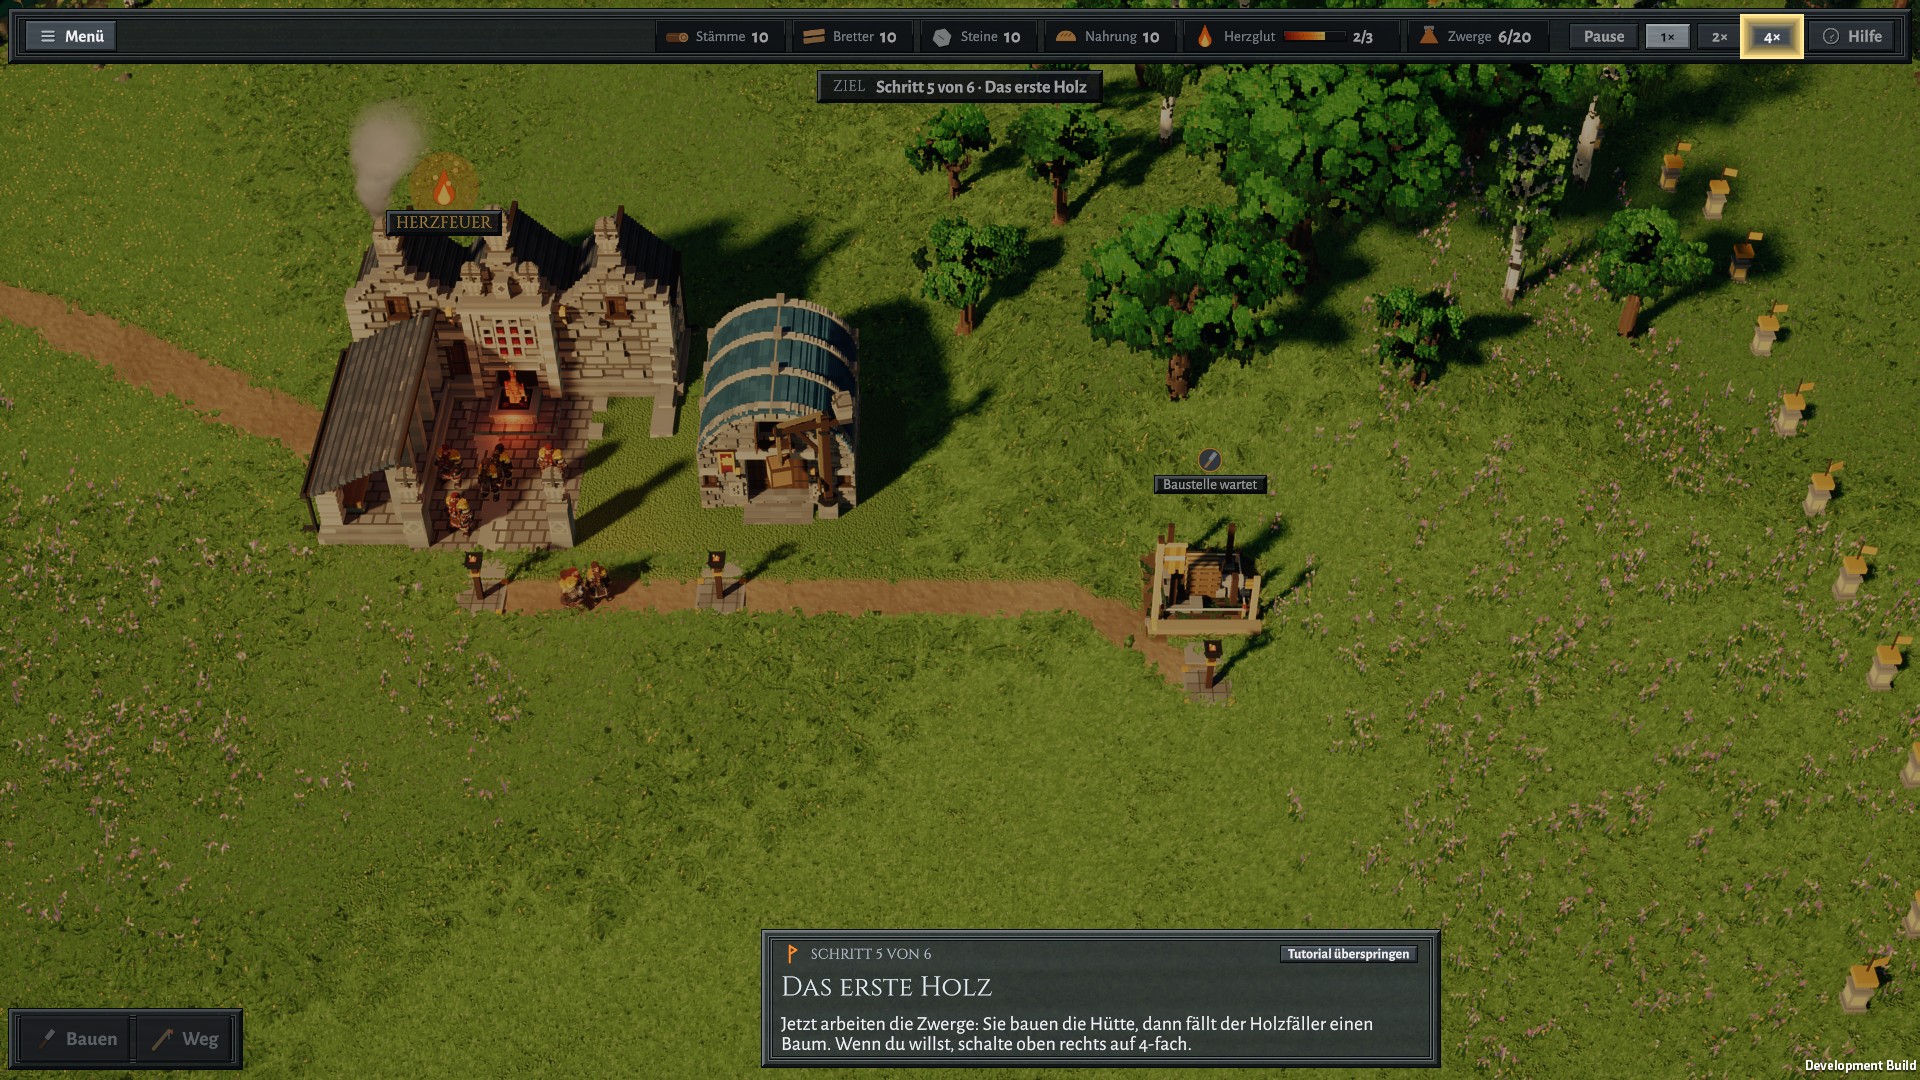 Menü
Stämme 10
Bretter 10
Steine 10
Nahrung 10
Herzglut 2/3
Zwerge 6/20
Pause
1×
2×
4×
Hilfe
ZIEL Schritt 5 von 6 · Das erste Holz
HERZFEUER
Baustelle wartet
SCHRITT 5 VON 6
Tutorial überspringen
Das erste Holz
Jetzt arbeiten die Zwerge: Sie bauen die Hütte, dann fällt der Holzfäller einen
Baum. Wenn du willst, schalte oben rechts auf 4-fach.
Bauen
Weg
Development Build